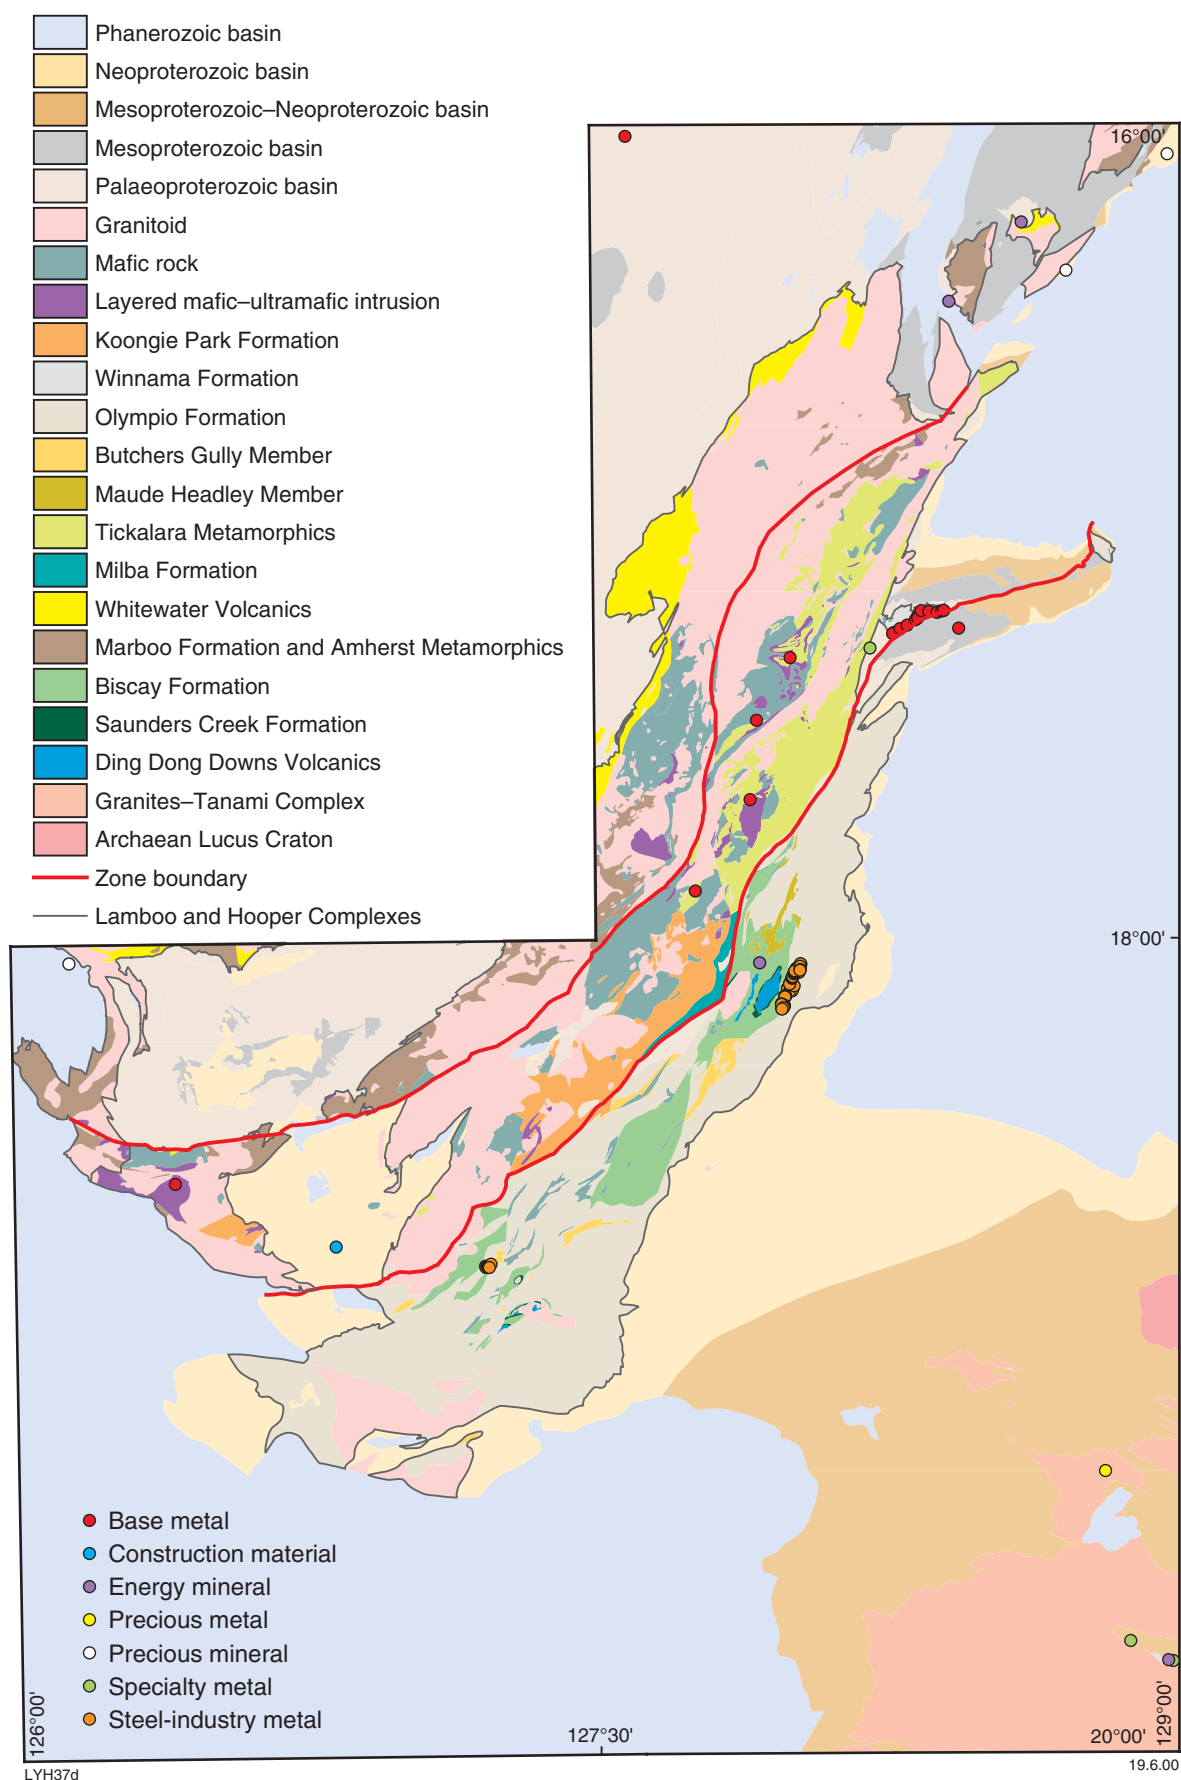 Phanerozoic basin
Neoproterozoic basin
Mesoproterozoic–Neoproterozoic basin
Mesoproterozoic basin
Palaeoproterozoic basin
Granitoid
Mafic rock
Layered mafic–ultramafic intrusion
Koongie Park Formation
Winnama Formation
Olympio Formation
Butchers Gully Member
Maude Headley Member
Tickalara Metamorphics
Milba Formation
Whitewater Volcanics
Marboo Formation and Amherst Metamorphics
Biscay Formation
Saunders Creek Formation
Ding Dong Downs Volcanics
Granites–Tanami Complex
Archaean Lucus Craton
Zone boundary
Lamboo and Hooper Complexes
16°00'
18°00'
Base metal
Construction material
Energy mineral
Precious metal
Precious mineral
Specialty metal
Steel-industry metal
126°00'
127°30'
20°00'
129°00'
LYH37d
19.6.00